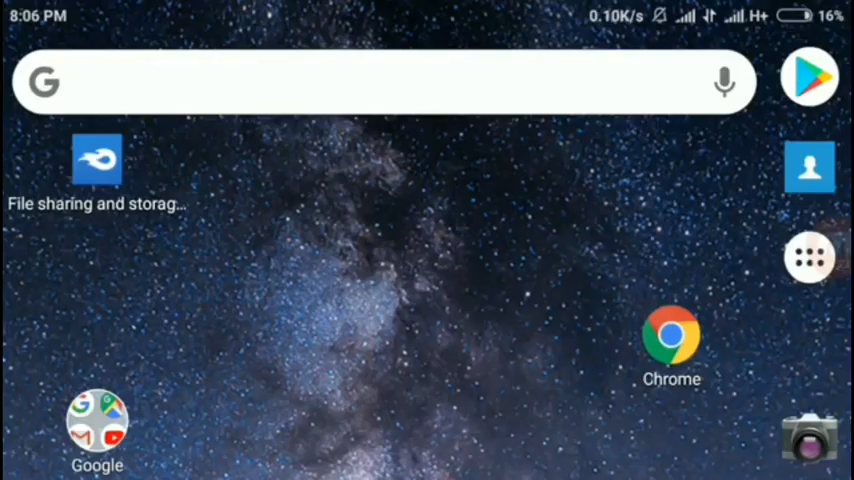 8:06 PM
0.10K/s
H+
16%
G
File sharing and storag...
Chrome
Google